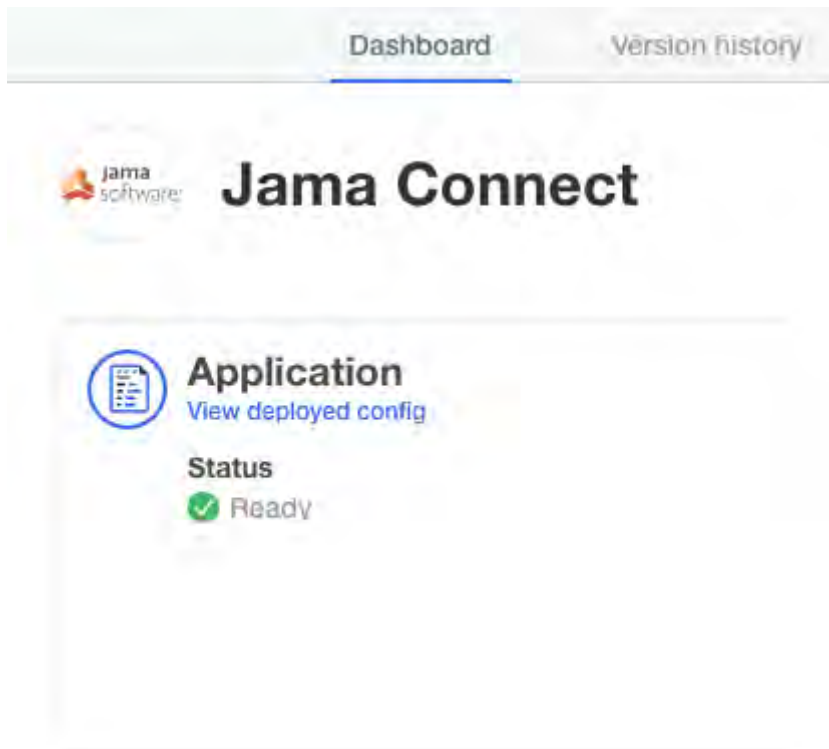 Dashboard Version history
jama
software
Jama Connect
Application
View deployed config
Status
Ready